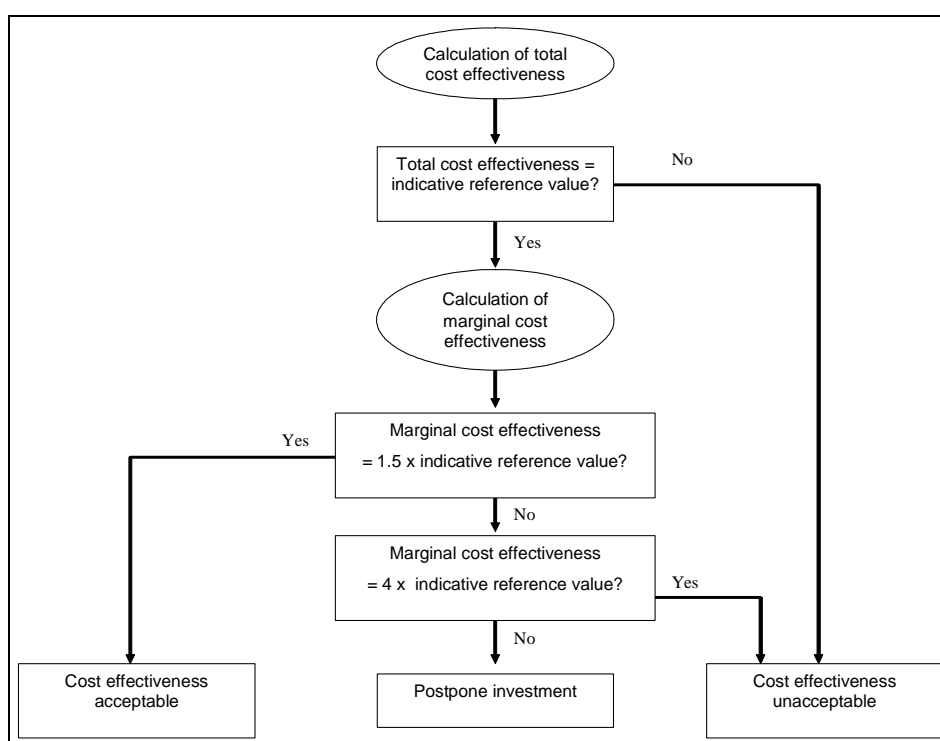 Calculation of total
cost effectiveness
Total cost effectiveness =
indicative reference value?
No
Yes
Calculation of
marginal cost
effectiveness
Marginal cost effectiveness
= 1.5 x indicative reference value?
Yes
No
Marginal cost effectiveness
= 4 x  indicative reference value?
Yes
No
Cost effectiveness
acceptable
Postpone investment
Cost effectiveness
unacceptable